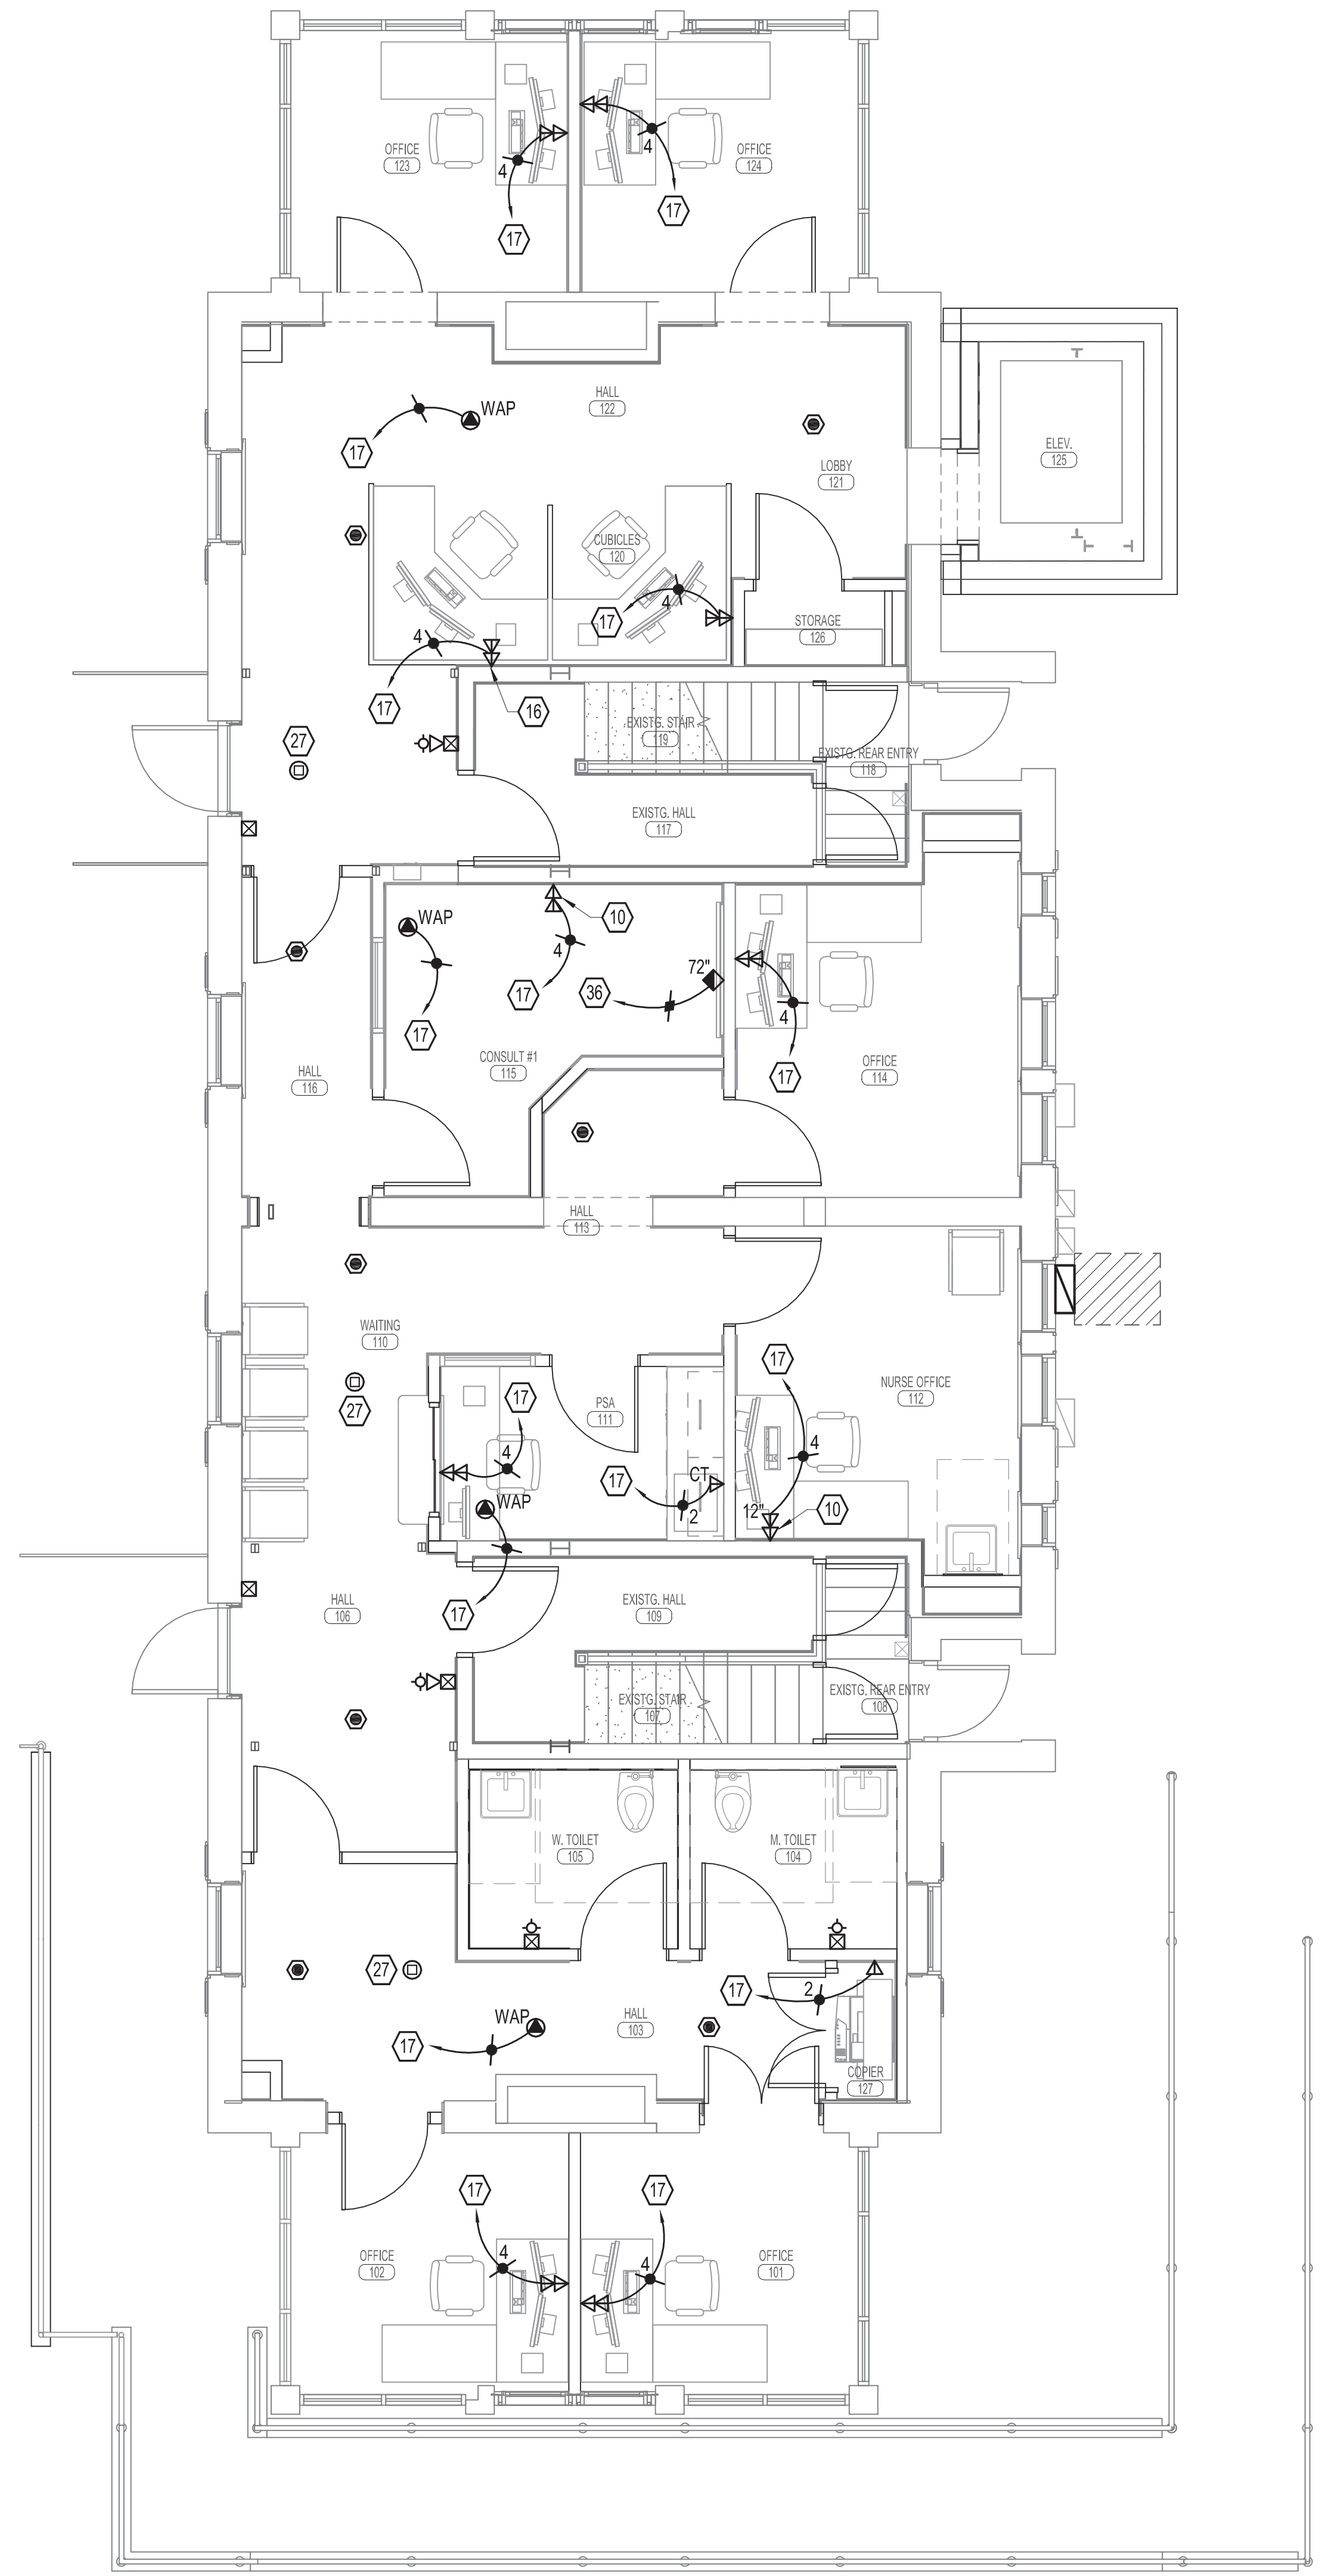 OFFICE
123
4
17
OFFICE
124
4
17
HALL
122
WAP
17
LOBBY
121
ELEV.
125
CUBICLES
120
4
17
4
17
16
STORAGE
126
EXISTG. STAIR
119
EXISTG. REAR ENTRY
118
27
EXISTG. HALL
117
WAP
17
10
4
17
36
72"
4
17
CONSULT #1
115
OFFICE
114
HALL
116
HALL
113
WAITING
110
27
PSA
111
17
4
WAP
17
17
CT
2
17
4
12"
10
NURSE OFFICE
112
HALL
106
EXISTG. HALL
109
EXISTG. STAIR
107
EXISTG. REAR ENTRY
108
W. TOILET
105
M. TOILET
104
27
17
2
WAP
17
HALL
103
COPIER
127
17
4
OFFICE
102
17
4
OFFICE
101